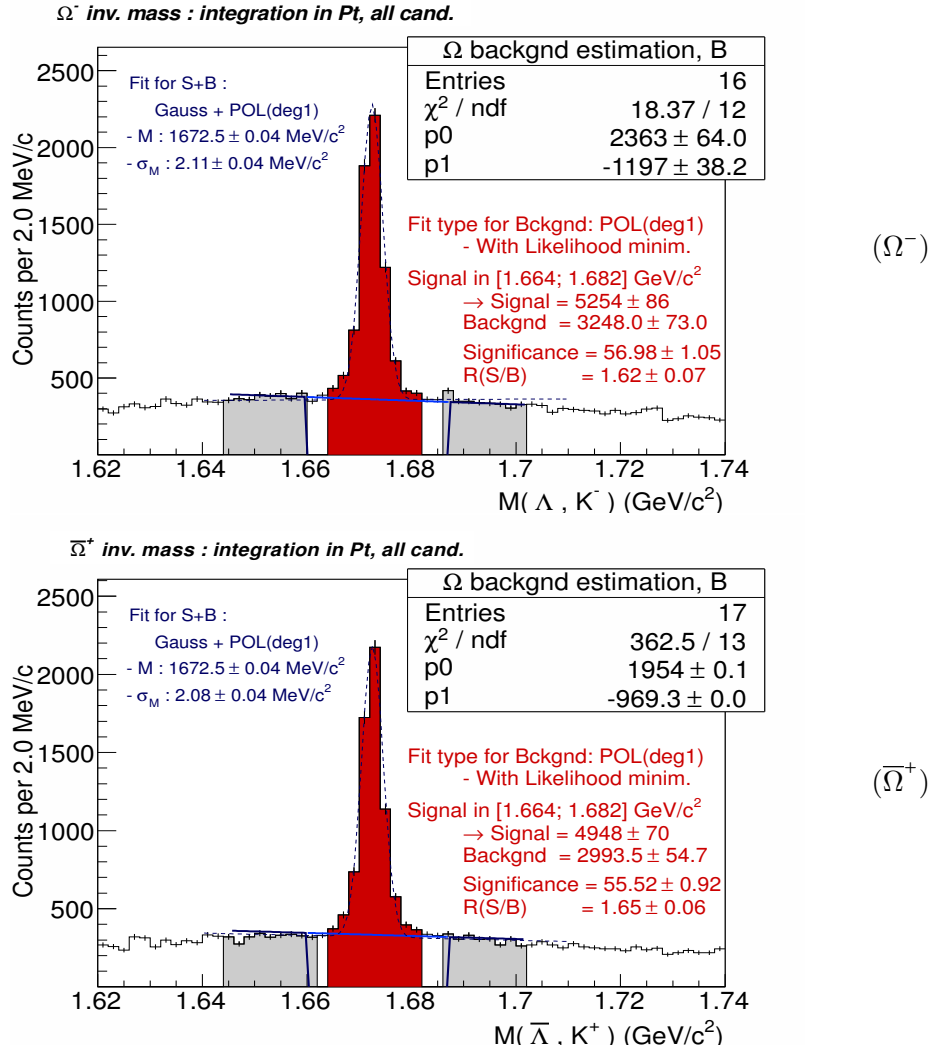 Ω⁻ inv. mass : integration in Pt, all cand.
Counts per 2.0 MeV/c
2500
2000
1500
1000
500
Fit for S+B :
Gauss + POL(deg1)
- M : 1672.5 ± 0.04 MeV/c²
- σ_M : 2.11 ± 0.04 MeV/c²
Ω backgnd estimation, B
Entries 16
χ² / ndf 18.37 / 12
p0 2363 ± 64.0
p1 -1197 ± 38.2
Fit type for Bckgnd: POL(deg1)
- With Likelihood minim.
Signal in [1.664; 1.682] GeV/c²
→ Signal = 5254 ± 86
Backgnd = 3248.0 ± 73.0
Significance = 56.98 ± 1.05
R(S/B) = 1.62 ± 0.07
(Ω⁻)
1.62 1.64 1.66 1.68 1.7 1.72 1.74
M( Λ , K⁻ ) (GeV/c²)
Ω̅⁺ inv. mass : integration in Pt, all cand.
Counts per 2.0 MeV/c
2500
2000
1500
1000
500
Fit for S+B :
Gauss + POL(deg1)
- M : 1672.5 ± 0.04 MeV/c²
- σ_M : 2.08 ± 0.04 MeV/c²
Ω backgnd estimation, B
Entries 17
χ² / ndf 362.5 / 13
p0 1954 ± 0.1
p1 -969.3 ± 0.0
Fit type for Bckgnd: POL(deg1)
- With Likelihood minim.
Signal in [1.664; 1.682] GeV/c²
→ Signal = 4948 ± 70
Backgnd = 2993.5 ± 54.7
Significance = 55.52 ± 0.92
R(S/B) = 1.65 ± 0.06
(Ω̅⁺)
1.62 1.64 1.66 1.68 1.7 1.72 1.74
M( Λ̅ , K⁺ ) (GeV/c²)